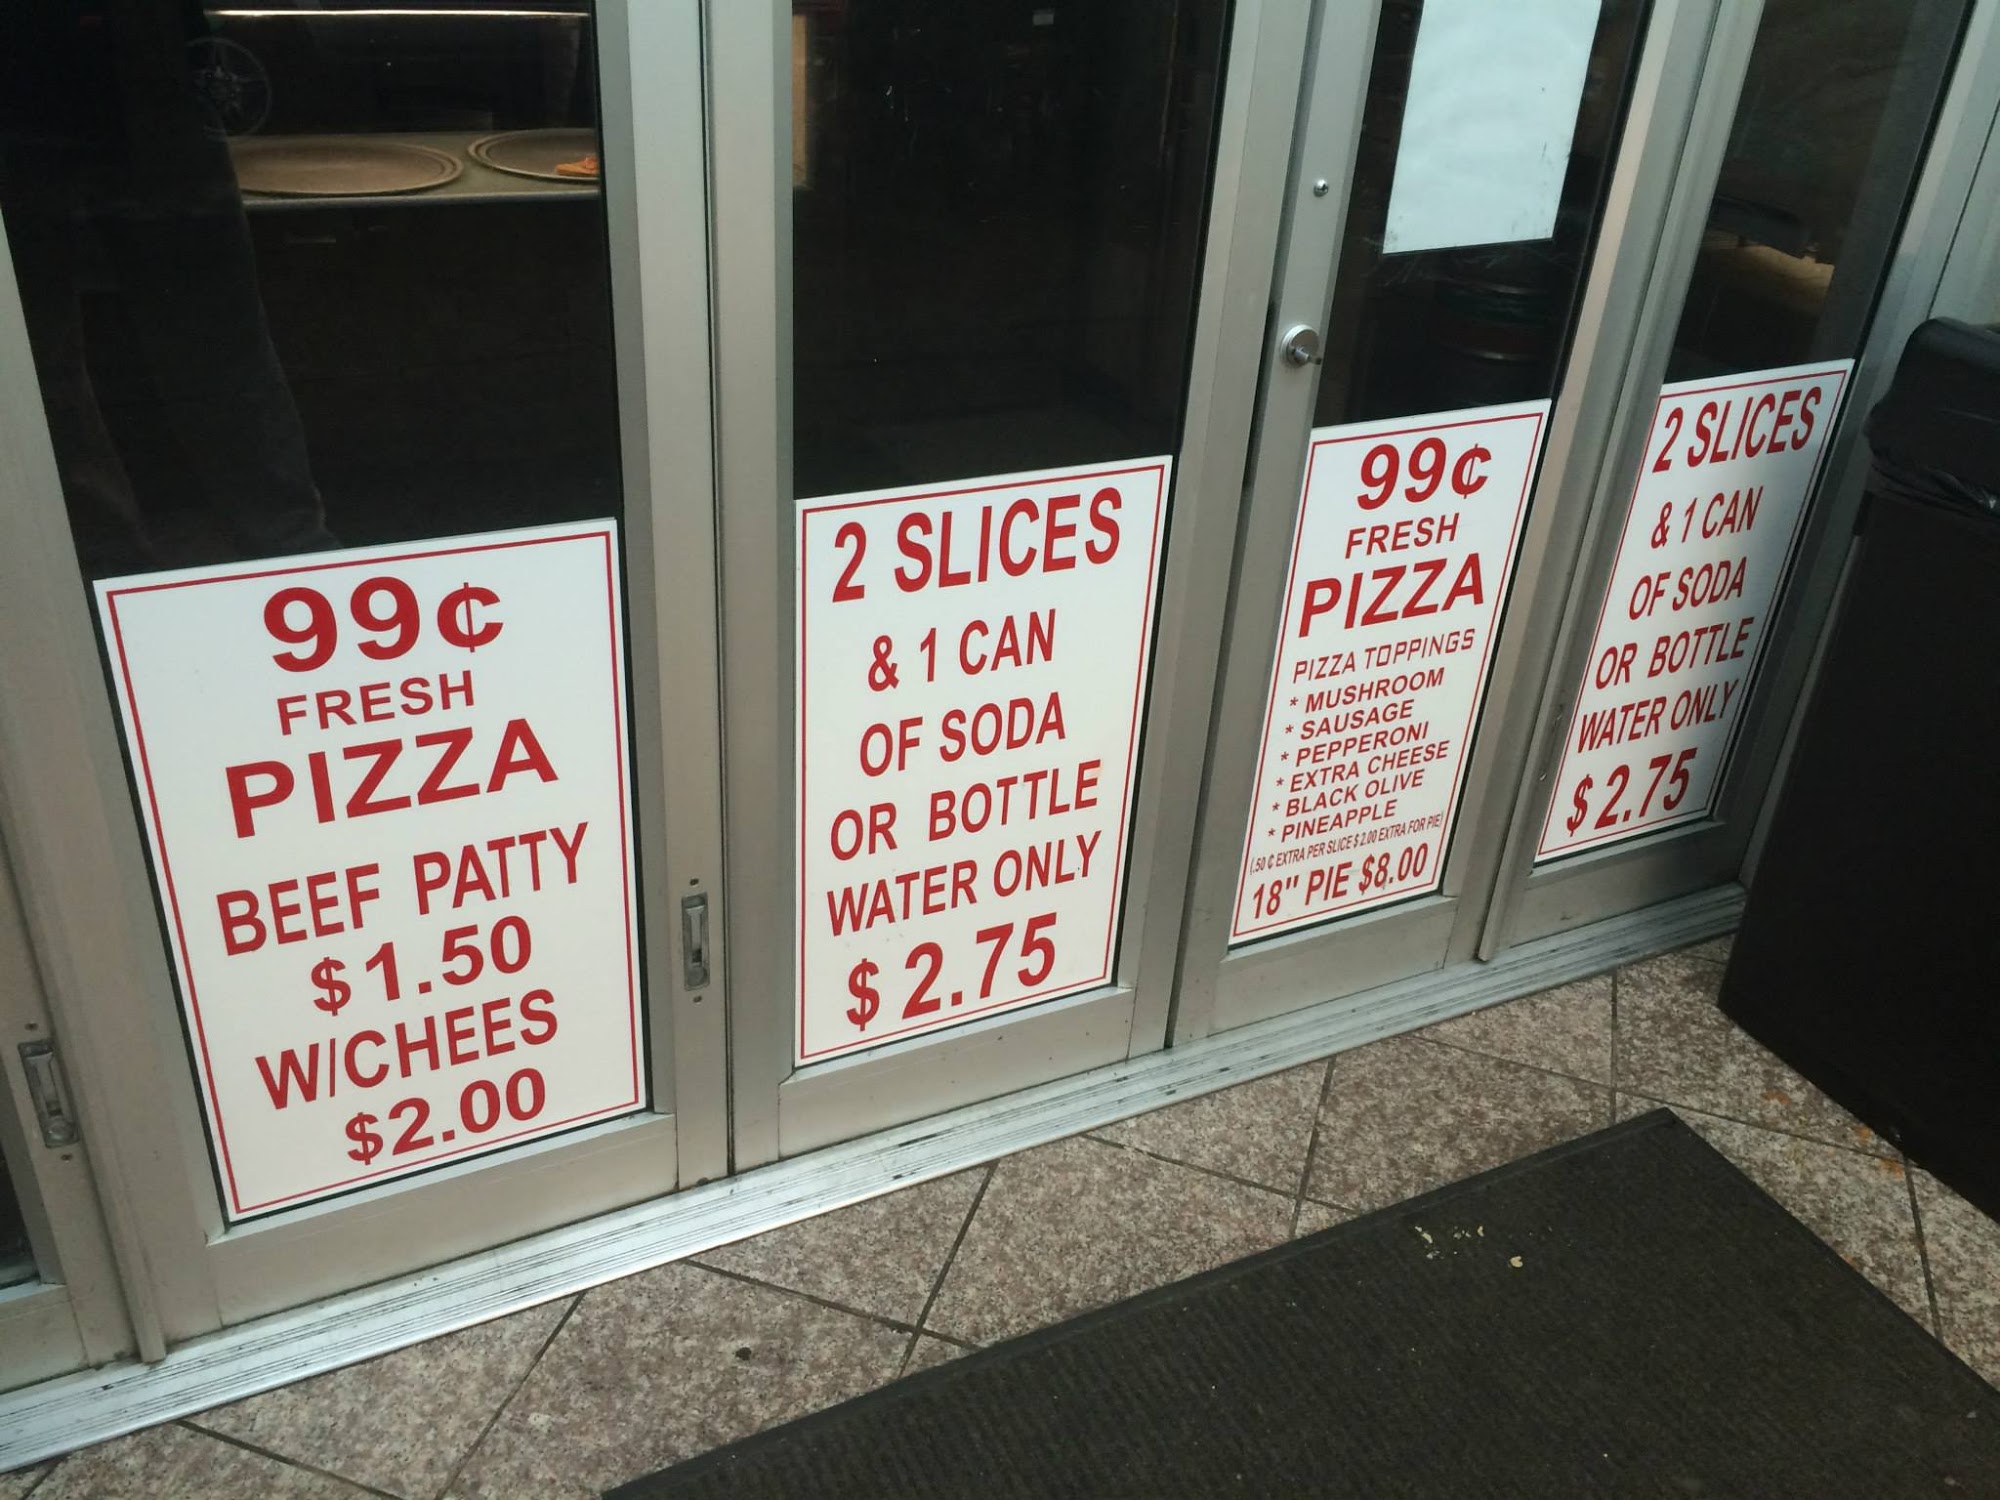 99¢
FRESH
PIZZA
BEEF PATTY
$1.50
W/CHEES
$2.00
2 SLICES
& 1 CAN
OF SODA
OR BOTTLE
WATER ONLY
$2.75
99¢
FRESH
PIZZA
PIZZA TOPPINGS
* MUSHROOM
* SAUSAGE
* PEPPERONI
* EXTRA CHEESE
* BLACK OLIVE
* PINEAPPLE
(.50 ¢ EXTRA PER SLICE $ 2.00 EXTRA FOR PIE)
18" PIE $8.00
2 SLICES
& 1 CAN
OF SODA
OR BOTTLE
WATER ONLY
$2.75